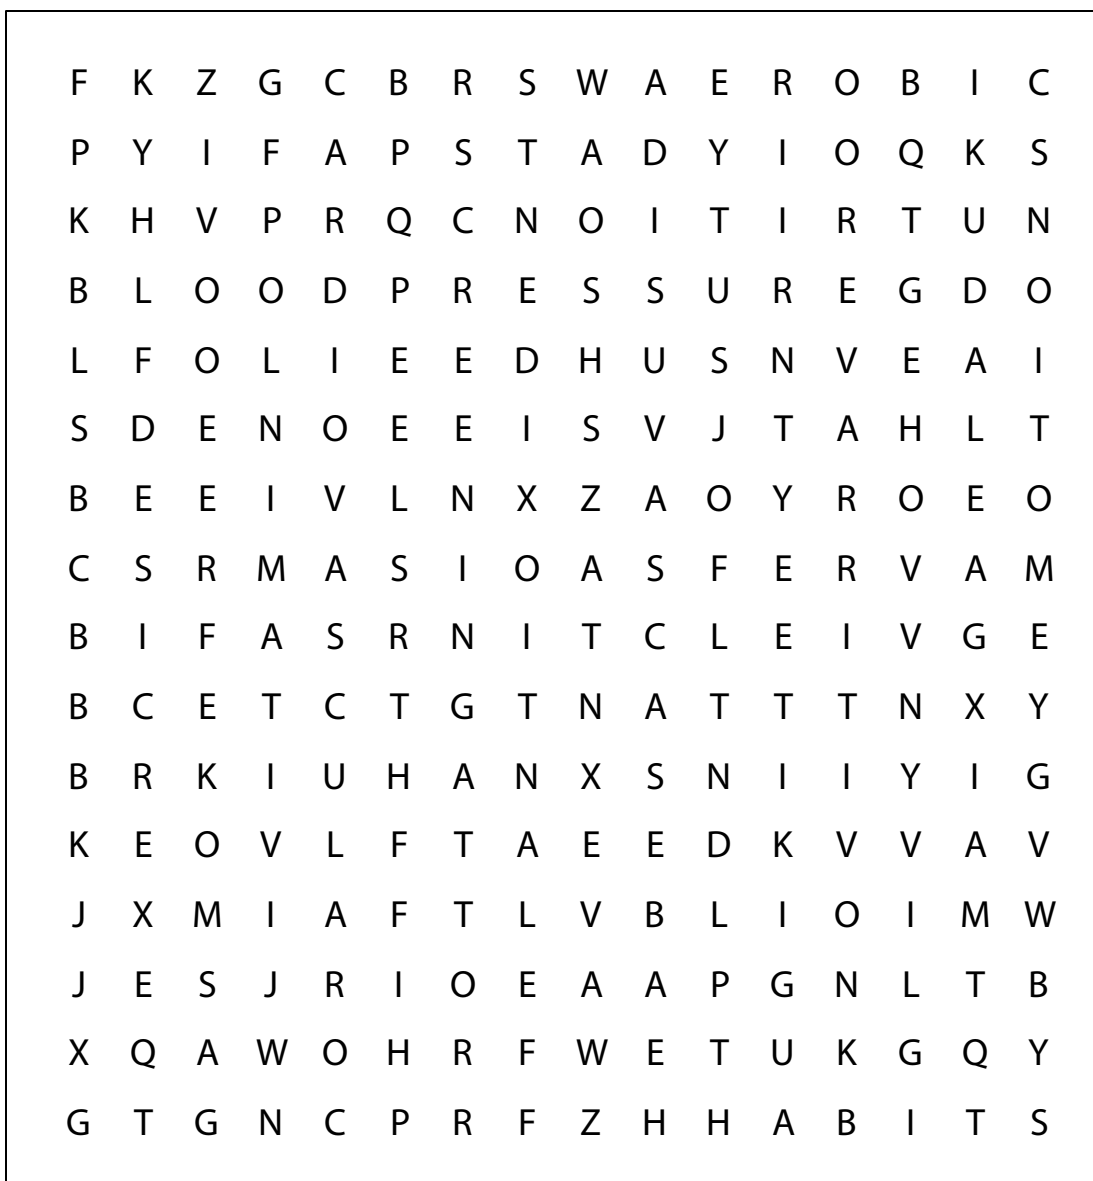 F K Z G C B R S W A E R O B I C
P Y I F A P S T A D Y I O Q K S
K H V P R Q C N O I T I R T U N
B L O O D P R E S S U R E G D O
L F O L I E E D H U S N V E A I
S D E N O E E I S V J T A H L T
B E E I V L N X Z A O Y R O E O
C S R M A S I O A S F E R V A M
B I F A S R N I T C L E I V G E
B C E T C T G T N A T T T N X Y
B R K I U H A N X S N I I Y I G
K E O V L F T A E E D K V V A V
J X M I A F T L V B L I O I M W
J E S J R I O E A A P G N L T B
X Q A W O H R F W E T U K G Q Y
G T G N C P R F Z H H A B I T S